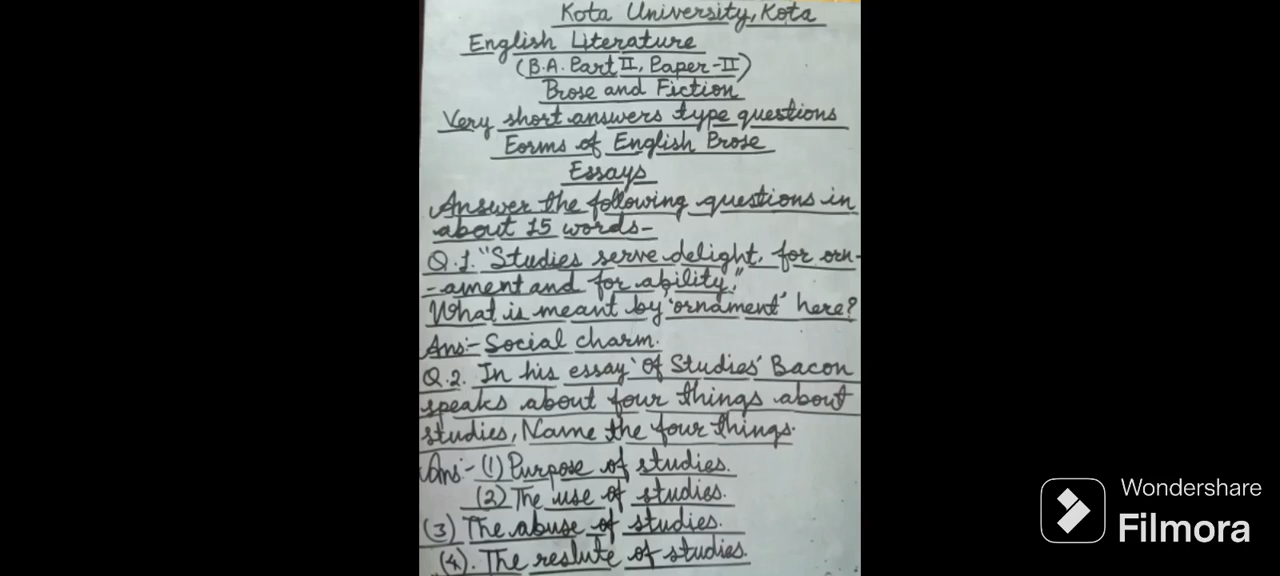 Kota University, Kota
English Literature
(B.A. Part II, Paper-II)
Prose and Fiction
Very short answers type questions
Forms of English Prose
Essays
Answer the following questions in
about 15 words-
Q.1. "Studies serve delight, for orn-
-ament and for ability."
What is meant by 'ornament' here?
Ans:- Social charm.
Q.2. In his essay 'Of Studies' Bacon
speaks about four things about
studies, Name the four things.
Ans:- (1) Purpose of studies.
(2) The use of studies.
(3) The abuse of studies.
(4). The reslute of studies.
Wondershare
Filmora